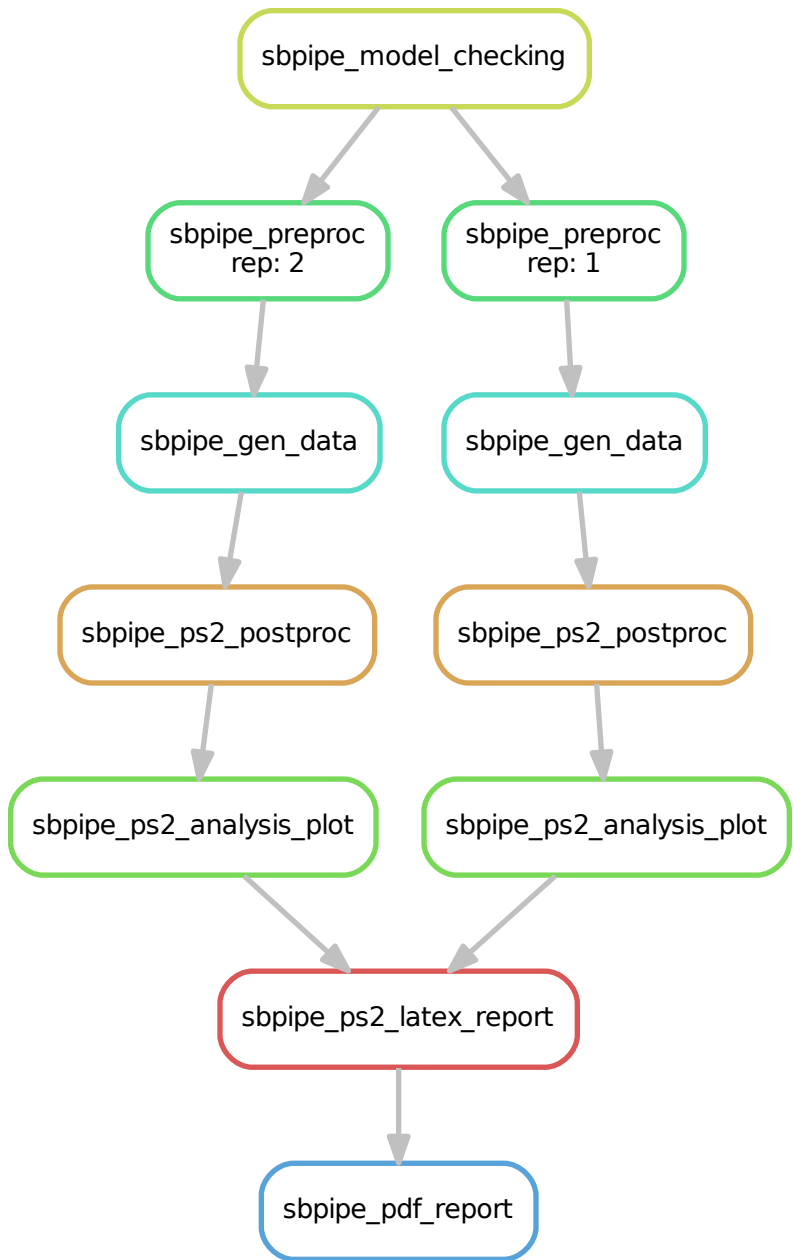 sbpipe_model_checking
sbpipe_preproc
rep: 2
sbpipe_preproc
rep: 1
sbpipe_gen_data
sbpipe_gen_data
sbpipe_ps2_postproc
sbpipe_ps2_postproc
sbpipe_ps2_analysis_plot
sbpipe_ps2_analysis_plot
sbpipe_ps2_latex_report
sbpipe_pdf_report